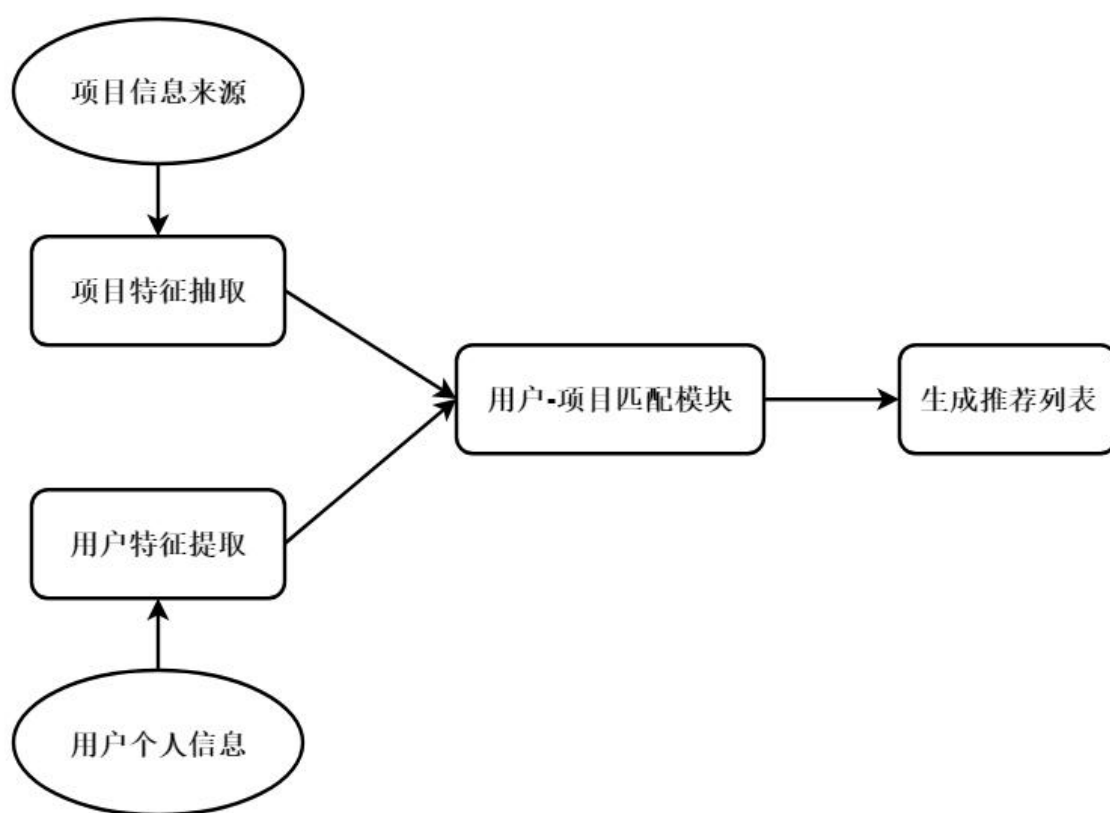 项目信息来源
项目特征抽取
用户-项目匹配模块
生成推荐列表
用户特征提取
用户个人信息